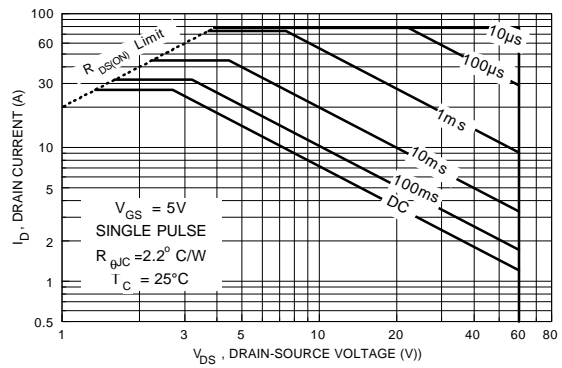 100
60
30
10
5
2
1
0.5
I_D, DRAIN CURRENT (A)
R_DS(ON) Limit
10µs
100µs
1ms
10ms
100ms
DC
V_GS = 5V
SINGLE PULSE
R_θJC =2.2° C/W
T_C = 25°C
1 3 5 10 20 40 60 80
V_DS , DRAIN-SOURCE VOLTAGE (V))